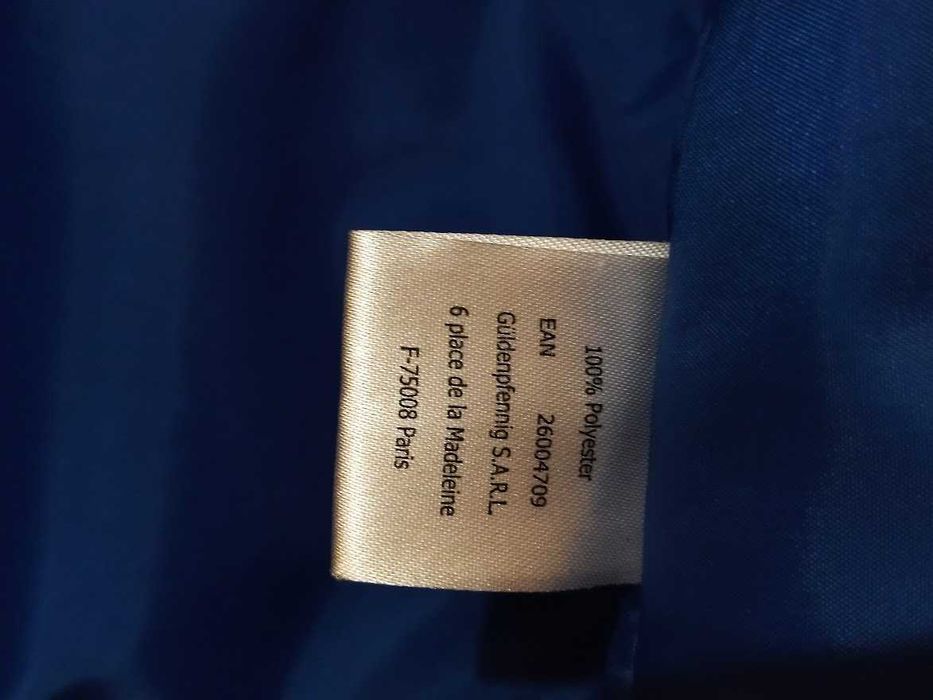 100% Polyester
EAN 26004709
Güldenpfennig S.A.R.L.
6 place de la Madeleine
F-75008 Paris